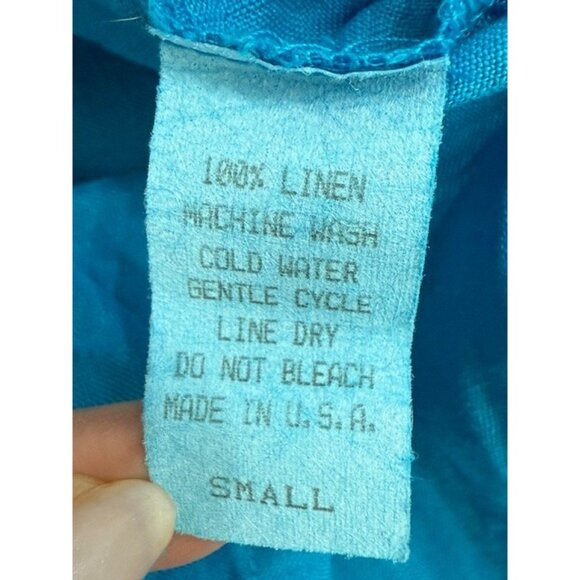 100% LINEN
MACHINE WASH
COLD WATER
GENTLE CYCLE
LINE DRY
DO NOT BLEACH
MADE IN U.S.A.
SMALL